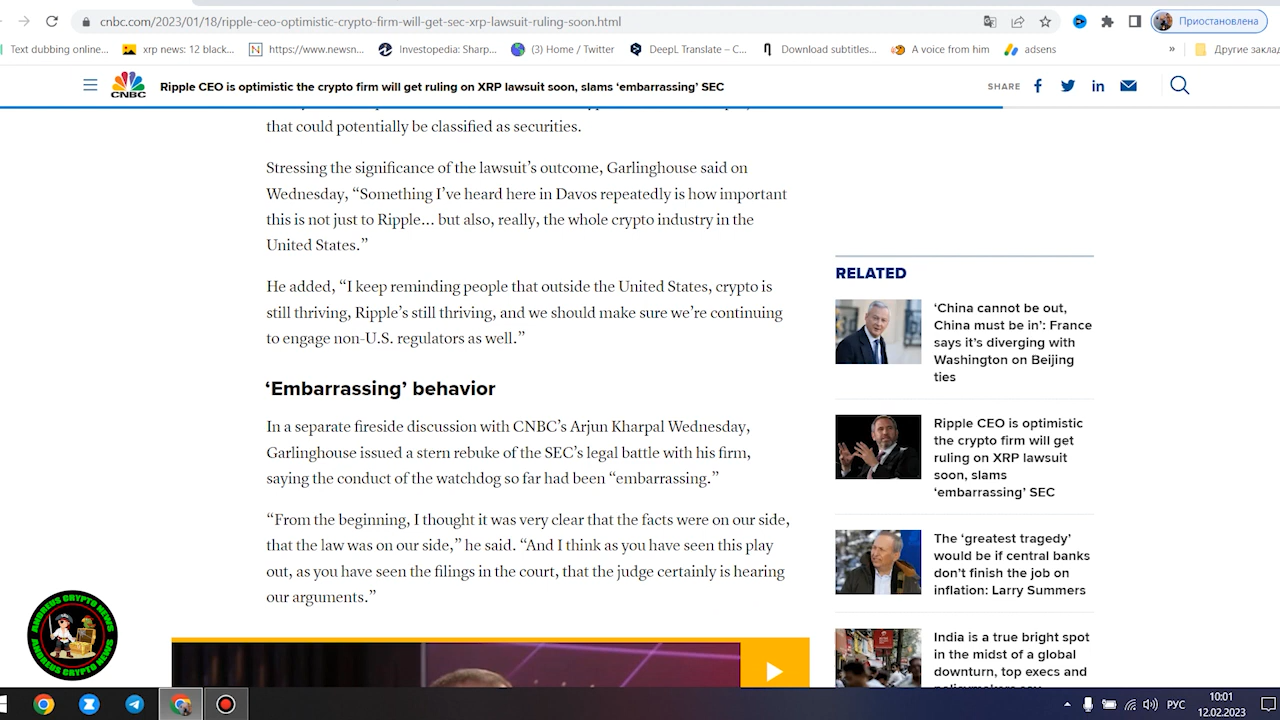 cnbc.com/2023/01/18/ripple-ceo-optimistic-crypto-firm-will-get-sec-xrp-lawsuit-ruling-soon.html
Приостановлена
Text dubbing online...
xrp news: 12 black...
https://www.newsn...
Investopedia: Sharp...
(3) Home / Twitter
DeepL Translate – C...
Download subtitles...
A voice from him
adsens
»
Другие закла
CNBC
Ripple CEO is optimistic the crypto firm will get ruling on XRP lawsuit soon, slams ‘embarrassing’ SEC
SHARE
that could potentially be classified as securities.
Stressing the significance of the lawsuit’s outcome, Garlinghouse said on
Wednesday, “Something I’ve heard here in Davos repeatedly is how important
this is not just to Ripple… but also, really, the whole crypto industry in the
United States.”
He added, “I keep reminding people that outside the United States, crypto is
still thriving, Ripple’s still thriving, and we should make sure we’re continuing
to engage non-U.S. regulators as well.”
‘Embarrassing’ behavior
In a separate fireside discussion with CNBC’s Arjun Kharpal Wednesday,
Garlinghouse issued a stern rebuke of the SEC’s legal battle with his firm,
saying the conduct of the watchdog so far had been “embarrassing.”
“From the beginning, I thought it was very clear that the facts were on our side,
that the law was on our side,” he said. “And I think as you have seen this play
out, as you have seen the filings in the court, that the judge certainly is hearing
our arguments.”
RELATED
‘China cannot be out,
China must be in’: France
says it’s diverging with
Washington on Beijing
ties
Ripple CEO is optimistic
the crypto firm will get
ruling on XRP lawsuit
soon, slams
‘embarrassing’ SEC
The ‘greatest tragedy’
would be if central banks
don’t finish the job on
inflation: Larry Summers
India is a true bright spot
in the midst of a global
downturn, top execs and
ANDREUS CRYPTO NEWS
ANDREUS CRYPTO NEWS
РУС
10:01
12.02.2023